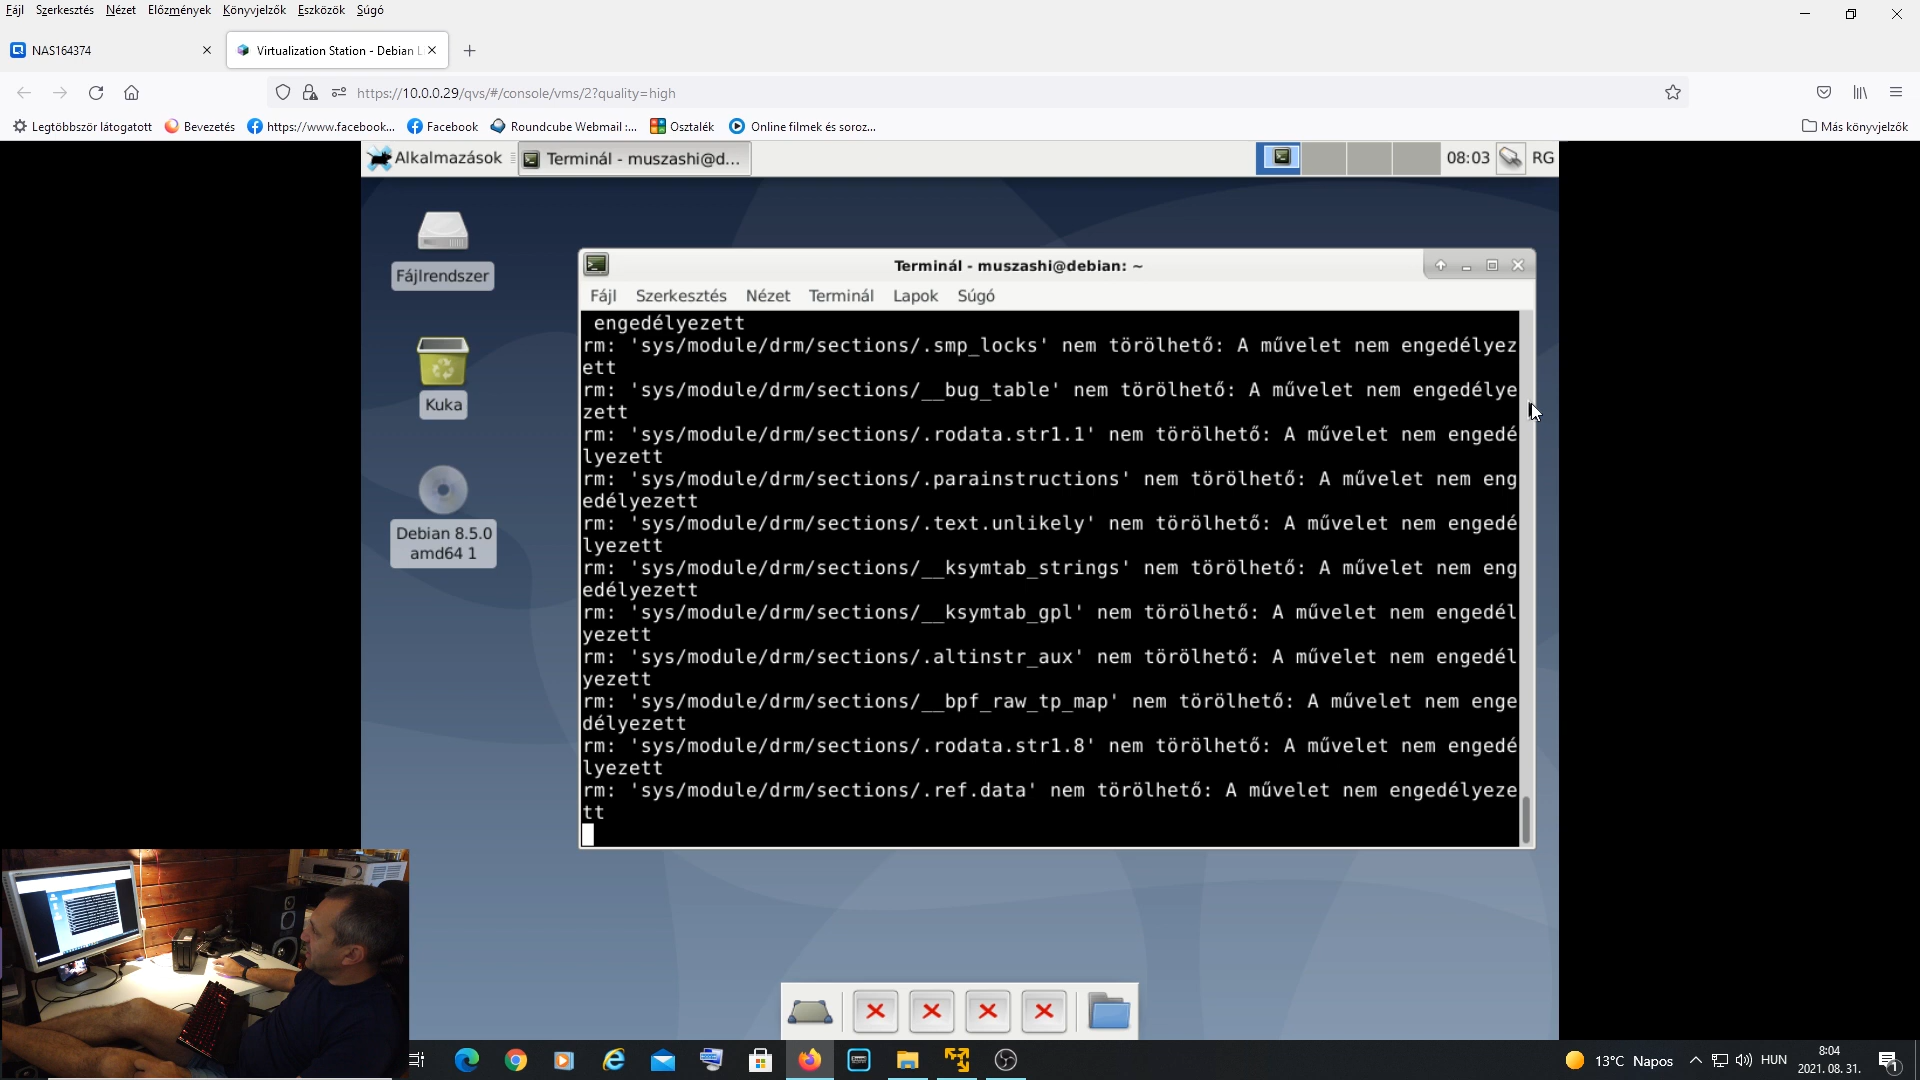 Fájl Szerkesztés Nézet Előzmények Könyvjelzők Eszközök Súgó
NAS164374
Virtualization Station - Debian L
https://10.0.0.29/qvs/#/console/vms/2?quality=high
Legtöbbször látogatott Bevezetés https://www.facebook... Facebook Roundcube Webmail :... Osztalék Online filmek és soroz... Más könyvjelzők
Alkalmazások Terminál - muszashi@d... 08:03 RG
Fájlrendszer
Kuka
Debian 8.5.0
amd64 1
Terminál - muszashi@debian: ~
Fájl Szerkesztés Nézet Terminál Lapok Súgó
engedélyezett
rm: 'sys/module/drm/sections/.smp_locks' nem törölhető: A művelet nem engedélyez
ett
rm: 'sys/module/drm/sections/__bug_table' nem törölhető: A művelet nem engedélye
zett
rm: 'sys/module/drm/sections/.rodata.str1.1' nem törölhető: A művelet nem engedé
lyezett
rm: 'sys/module/drm/sections/.parainstructions' nem törölhető: A művelet nem eng
edélyezett
rm: 'sys/module/drm/sections/.text.unlikely' nem törölhető: A művelet nem engedé
lyezett
rm: 'sys/module/drm/sections/__ksymtab_strings' nem törölhető: A művelet nem eng
edélyezett
rm: 'sys/module/drm/sections/__ksymtab_gpl' nem törölhető: A művelet nem engedél
yezett
rm: 'sys/module/drm/sections/.altinstr_aux' nem törölhető: A művelet nem engedél
yezett
rm: 'sys/module/drm/sections/__bpf_raw_tp_map' nem törölhető: A művelet nem enge
délyezett
rm: 'sys/module/drm/sections/.rodata.str1.8' nem törölhető: A művelet nem engedé
lyezett
rm: 'sys/module/drm/sections/.ref.data' nem törölhető: A művelet nem engedélyeze
tt
13°C Napos HUN
8:04
2021. 08. 31.
1